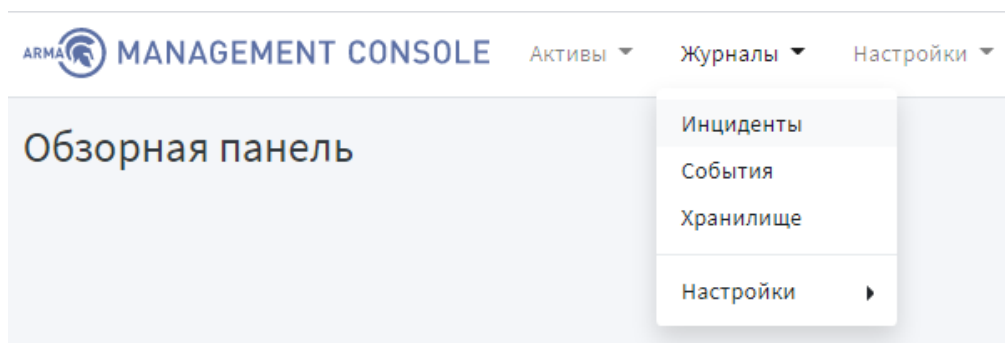 ARMA MANAGEMENT CONSOLE Активы Журналы Настройки
Обзорная панель
Инциденты
События
Хранилище
Настройки